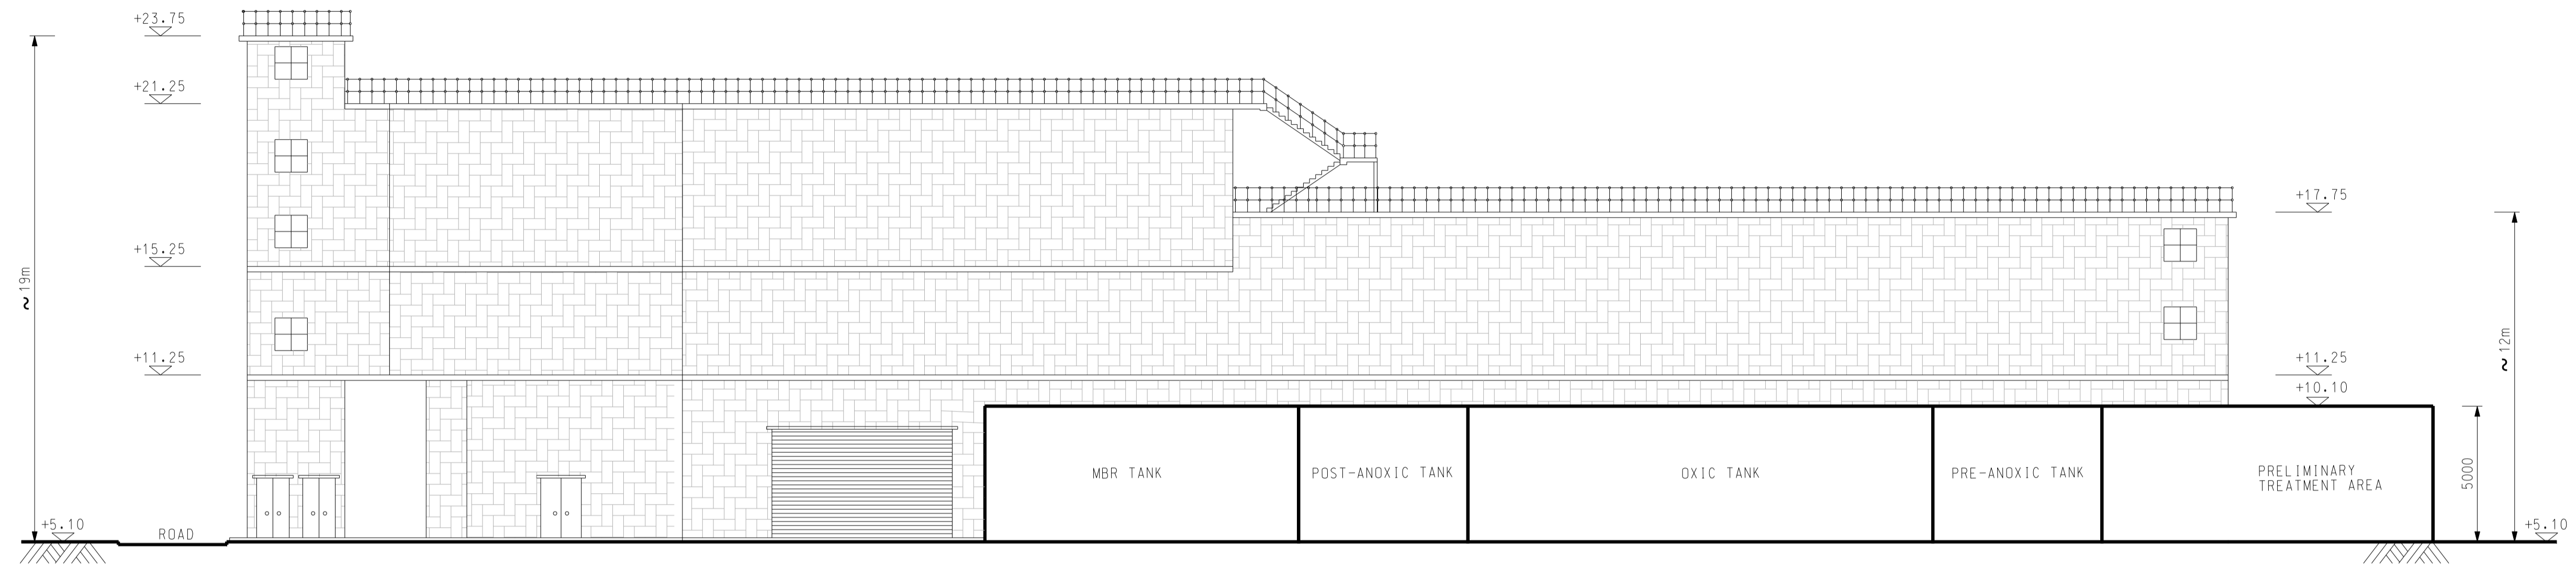 +23.75
+21.25
+17.75
+15.25
~19m
+11.25
+11.25
~12m
+10.10
MBR TANK
POST-ANOXIC TANK
OXIC TANK
PRE-ANOXIC TANK
PRELIMINARY
TREATMENT AREA
5000
+5.10
ROAD
+5.10